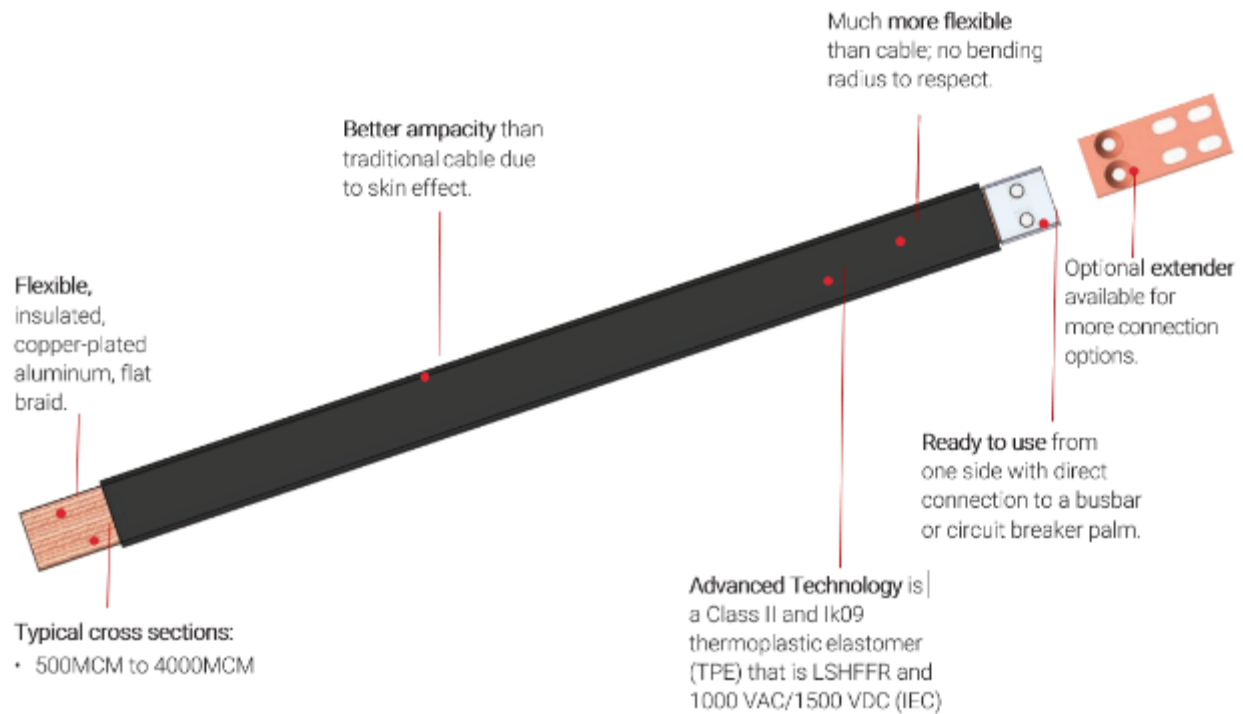 Much more flexible
than cable; no bending
radius to respect.
Better ampacity than
traditional cable due
to skin effect.
Flexible,
insulated,
copper-plated
aluminum, flat
braid.
Optional extender
available for
more connection
options.
Ready to use from
one side with direct
connection to a busbar
or circuit breaker palm.
Advanced Technology is
a Class II and Ik09
thermoplastic elastomer
(TPE) that is LSHFFR and
1000 VAC/1500 VDC (IEC)
Typical cross sections:
• 500MCM to 4000MCM